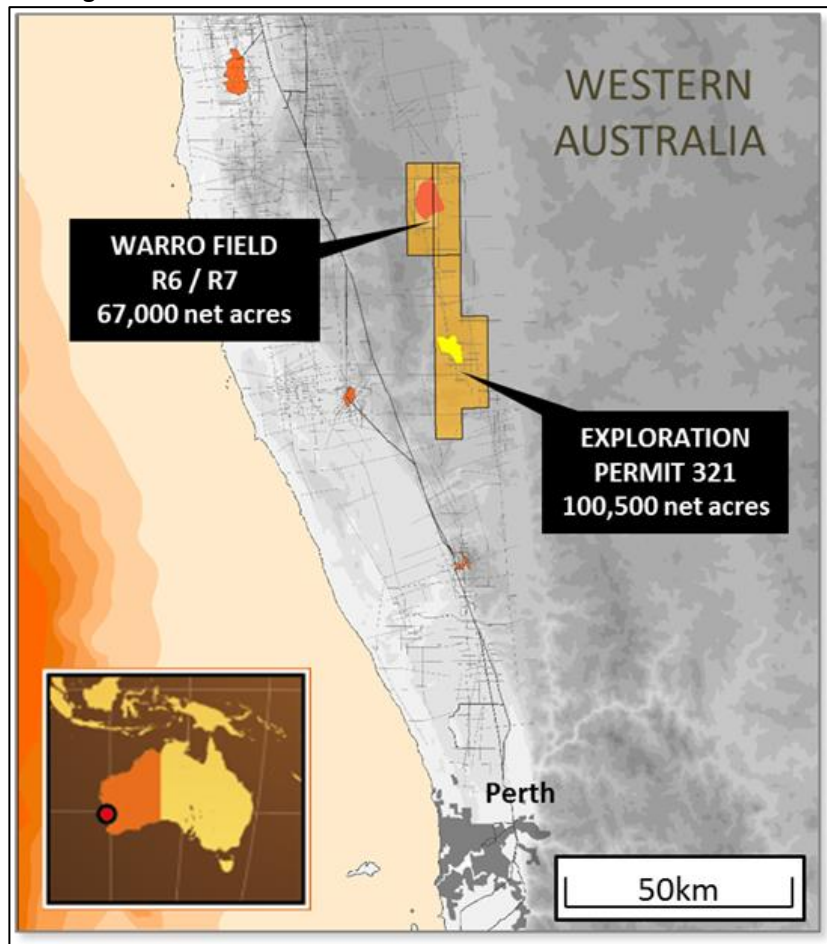 WESTERN
AUSTRALIA
WARRO FIELD
R6 / R7
67,000 net acres
EXPLORATION
PERMIT 321
100,500 net acres
Perth
50km